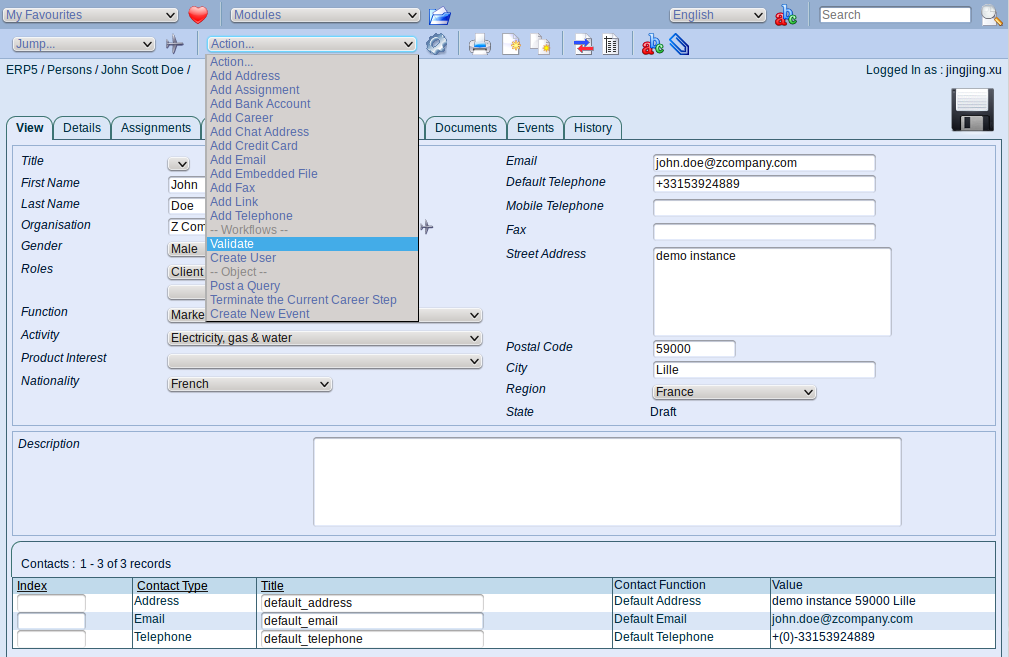 My Favourites Modules English Search
Jump... Action...
ERP5 / Persons / John Scott Doe / Logged In as : jingjing.xu
Action...
Add Address
Add Assignment
Add Bank Account
Add Career
Add Chat Address
Add Credit Card
Add Email
Add Embedded File
Add Fax
Add Link
Add Telephone
-- Workflows --
Validate
Create User
-- Object --
Post a Query
Terminate the Current Career Step
Create New Event
View Details Assignments Documents Events History
Title
First Name John
Last Name Doe
Organisation Z Com
Gender Male
Roles Client
Function Marke
Activity Electricity, gas & water
Product Interest
Nationality French
Email john.doe@zcompany.com
Default Telephone +33153924889
Mobile Telephone
Fax
Street Address demo instance
Postal Code 59000
City Lille
Region France
State Draft
Description
Contacts : 1 - 3 of 3 records
Index Contact Type Title Contact Function Value
Address default_address Default Address demo instance 59000 Lille
Email default_email Default Email john.doe@zcompany.com
Telephone default_telephone Default Telephone +(0)-33153924889